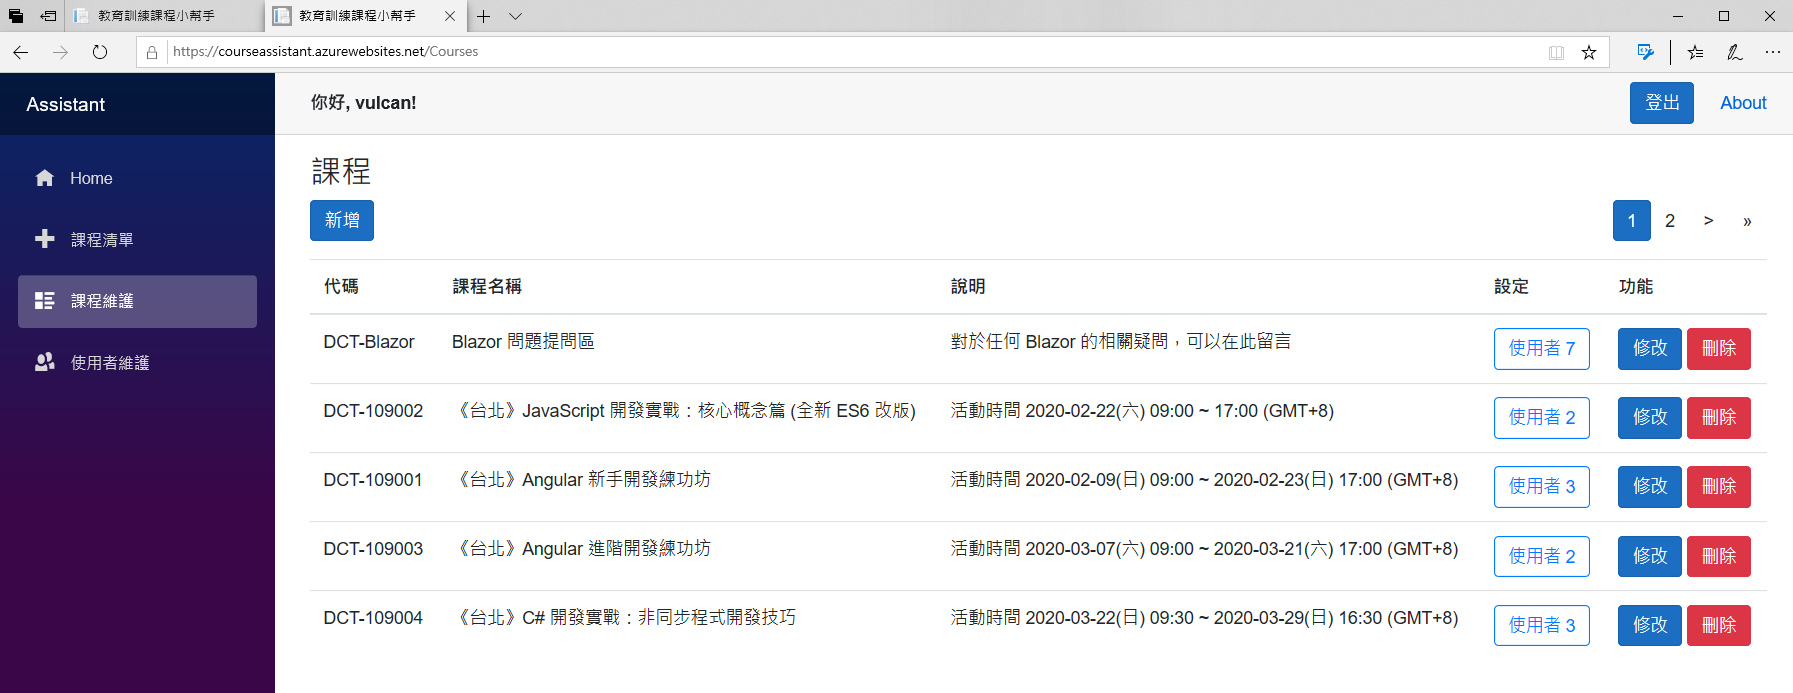 教育訓練課程小幫手
教育訓練課程小幫手
https://courseassistant.azurewebsites.net/Courses
Assistant
你好, vulcan!
登出
About
Home
課程清單
課程維護
使用者維護
課程
新增
1 2 > »
代碼 課程名稱 說明 設定 功能
DCT-Blazor Blazor 問題提問區 對於任何 Blazor 的相關疑問，可以在此留言 使用者 7 修改 刪除
DCT-109002 《台北》JavaScript 開發實戰：核心概念篇 (全新 ES6 改版) 活動時間 2020-02-22(六) 09:00 ~ 17:00 (GMT+8) 使用者 2 修改 刪除
DCT-109001 《台北》Angular 新手開發練功坊 活動時間 2020-02-09(日) 09:00 ~ 2020-02-23(日) 17:00 (GMT+8) 使用者 3 修改 刪除
DCT-109003 《台北》Angular 進階開發練功坊 活動時間 2020-03-07(六) 09:00 ~ 2020-03-21(六) 17:00 (GMT+8) 使用者 2 修改 刪除
DCT-109004 《台北》C# 開發實戰：非同步程式開發技巧 活動時間 2020-03-22(日) 09:30 ~ 2020-03-29(日) 16:30 (GMT+8) 使用者 3 修改 刪除